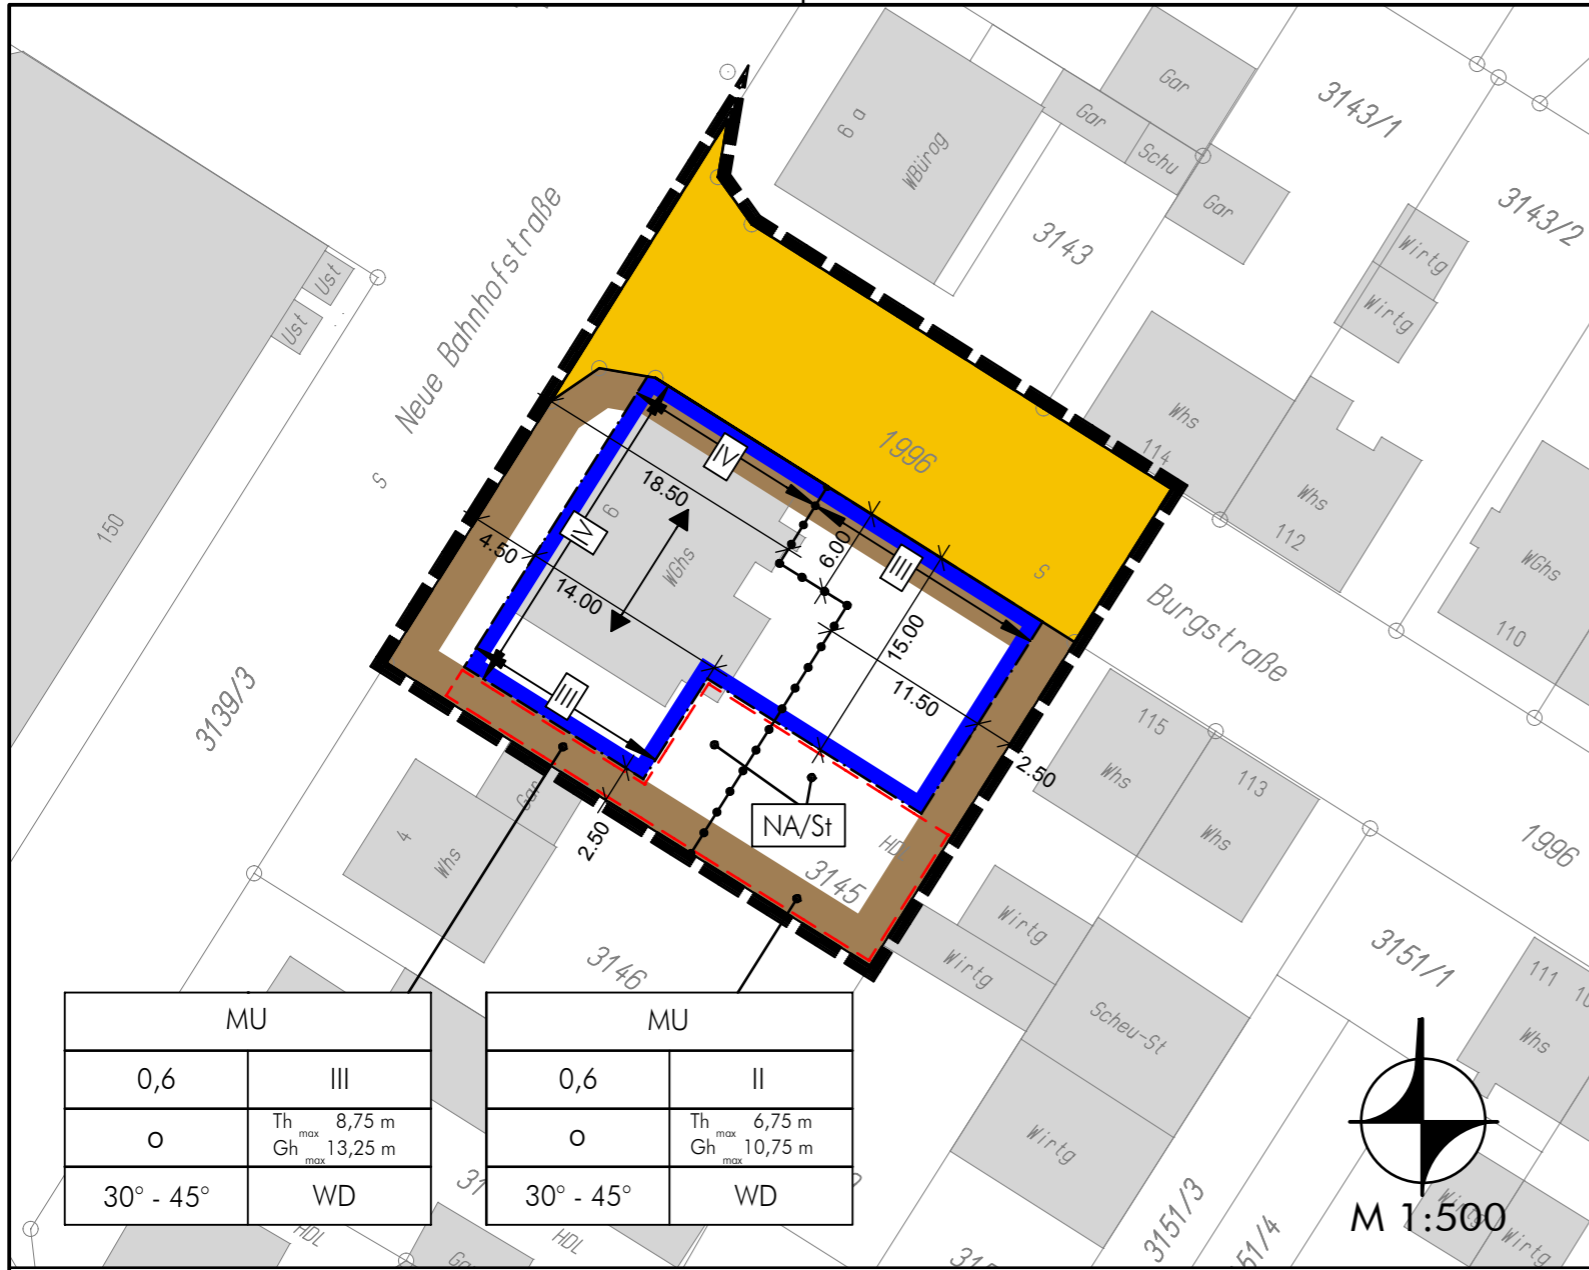 Gar
Gar
Schu
Gar
3143/1
6 a
WBürog
3143
3143/2
Wirtg
Wirtg
Ust
Ust
Neue Bahnhofstraße
S
150
1996
Whs
114
Whs
112
WGhs
110
S
Burgstraße
IV
18.50
6
IV
WGhs
6.00
III
4.50
14.00
15.00
11.50
2.50
III
3139/3
115
Whs
113
Whs
1996
Gar
4
Whs
2.50
NA/St
3145
3146
Wirtg
Wirtg
3151/1
111
Whs
Scheu-St
Wirtg
MU
0,6 III
o Th max 8,75 m
Gh max 13,25 m
30° - 45° WD
MU
0,6 II
o Th max 6,75 m
Gh max 10,75 m
30° - 45° WD
HDL
HDL
3151/3
Wirtg
Wirtg
M 1:500